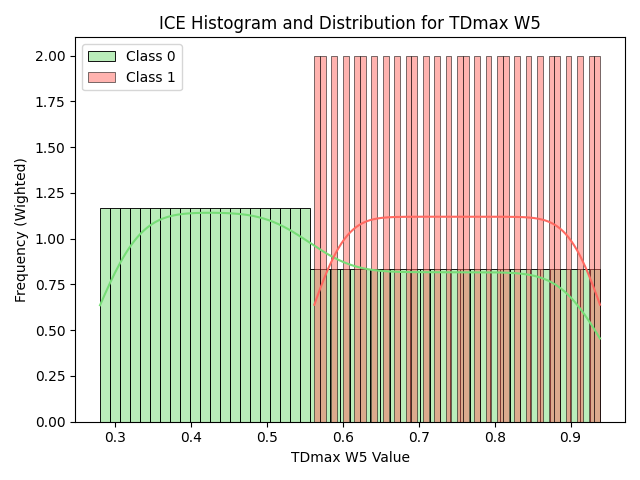 ICE Histogram and Distribution for TDmax W5
Class 0
Class 1
2.00
1.75
1.50
1.25
1.00
0.75
0.50
0.25
0.00
Frequency (Wighted)
0.3 0.4 0.5 0.6 0.7 0.8 0.9
TDmax W5 Value